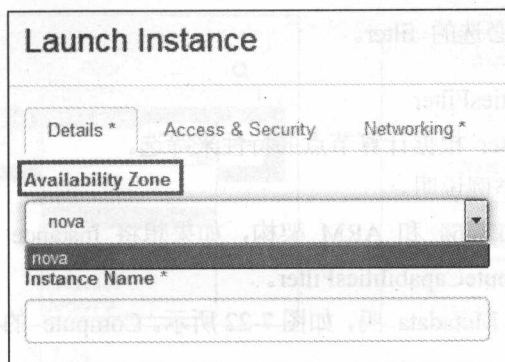 Launch Instance
Details *
Access & Security
Networking *
Availability Zone
nova
nova
Instance Name *